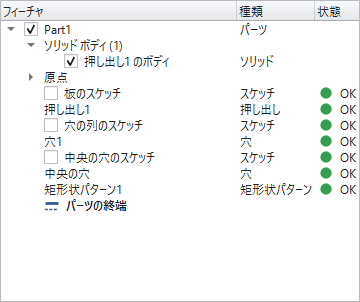 フィーチャ 種類 状態
Part1 パーツ
ソリッド ボディ (1)
押し出し1 のボディ ソリッド
原点
板のスケッチ スケッチ OK
押し出し1 押し出し OK
穴の列のスケッチ スケッチ OK
穴1 穴 OK
中央の穴のスケッチ スケッチ OK
中央の穴 穴 OK
矩形状パターン1 矩形状パターン OK
パーツの終端